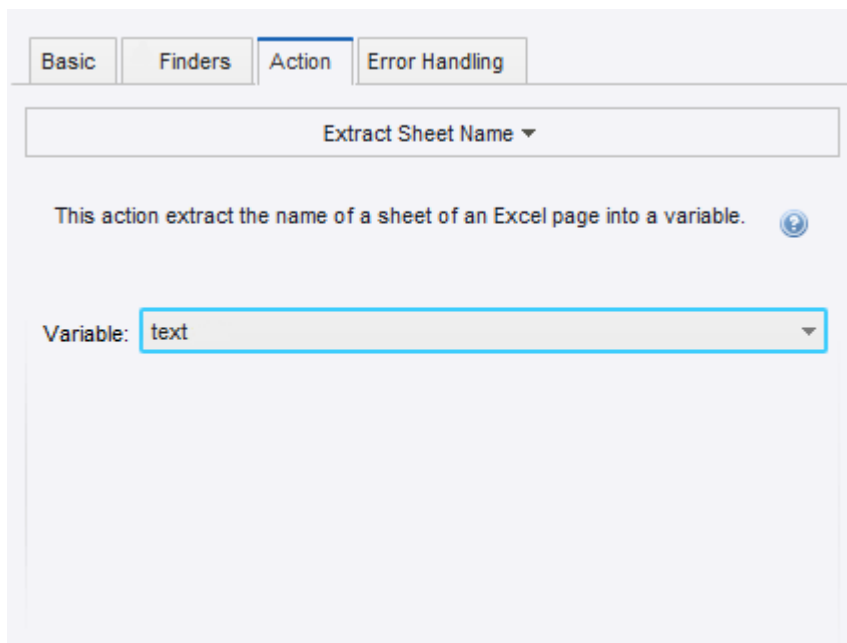 Basic Finders Action Error Handling
Extract Sheet Name
This action extract the name of a sheet of an Excel page into a variable.
Variable: text